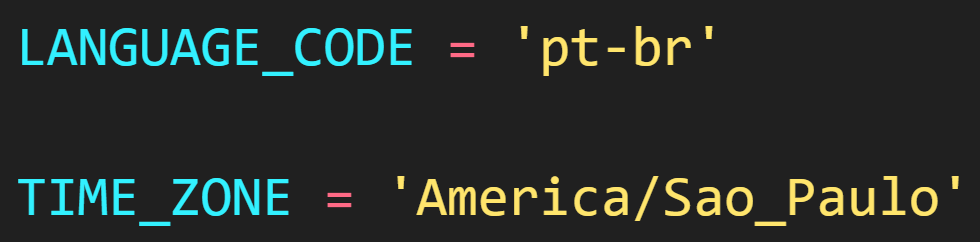 LANGUAGE_CODE = 'pt-br'
TIME_ZONE = 'America/Sao_Paulo'